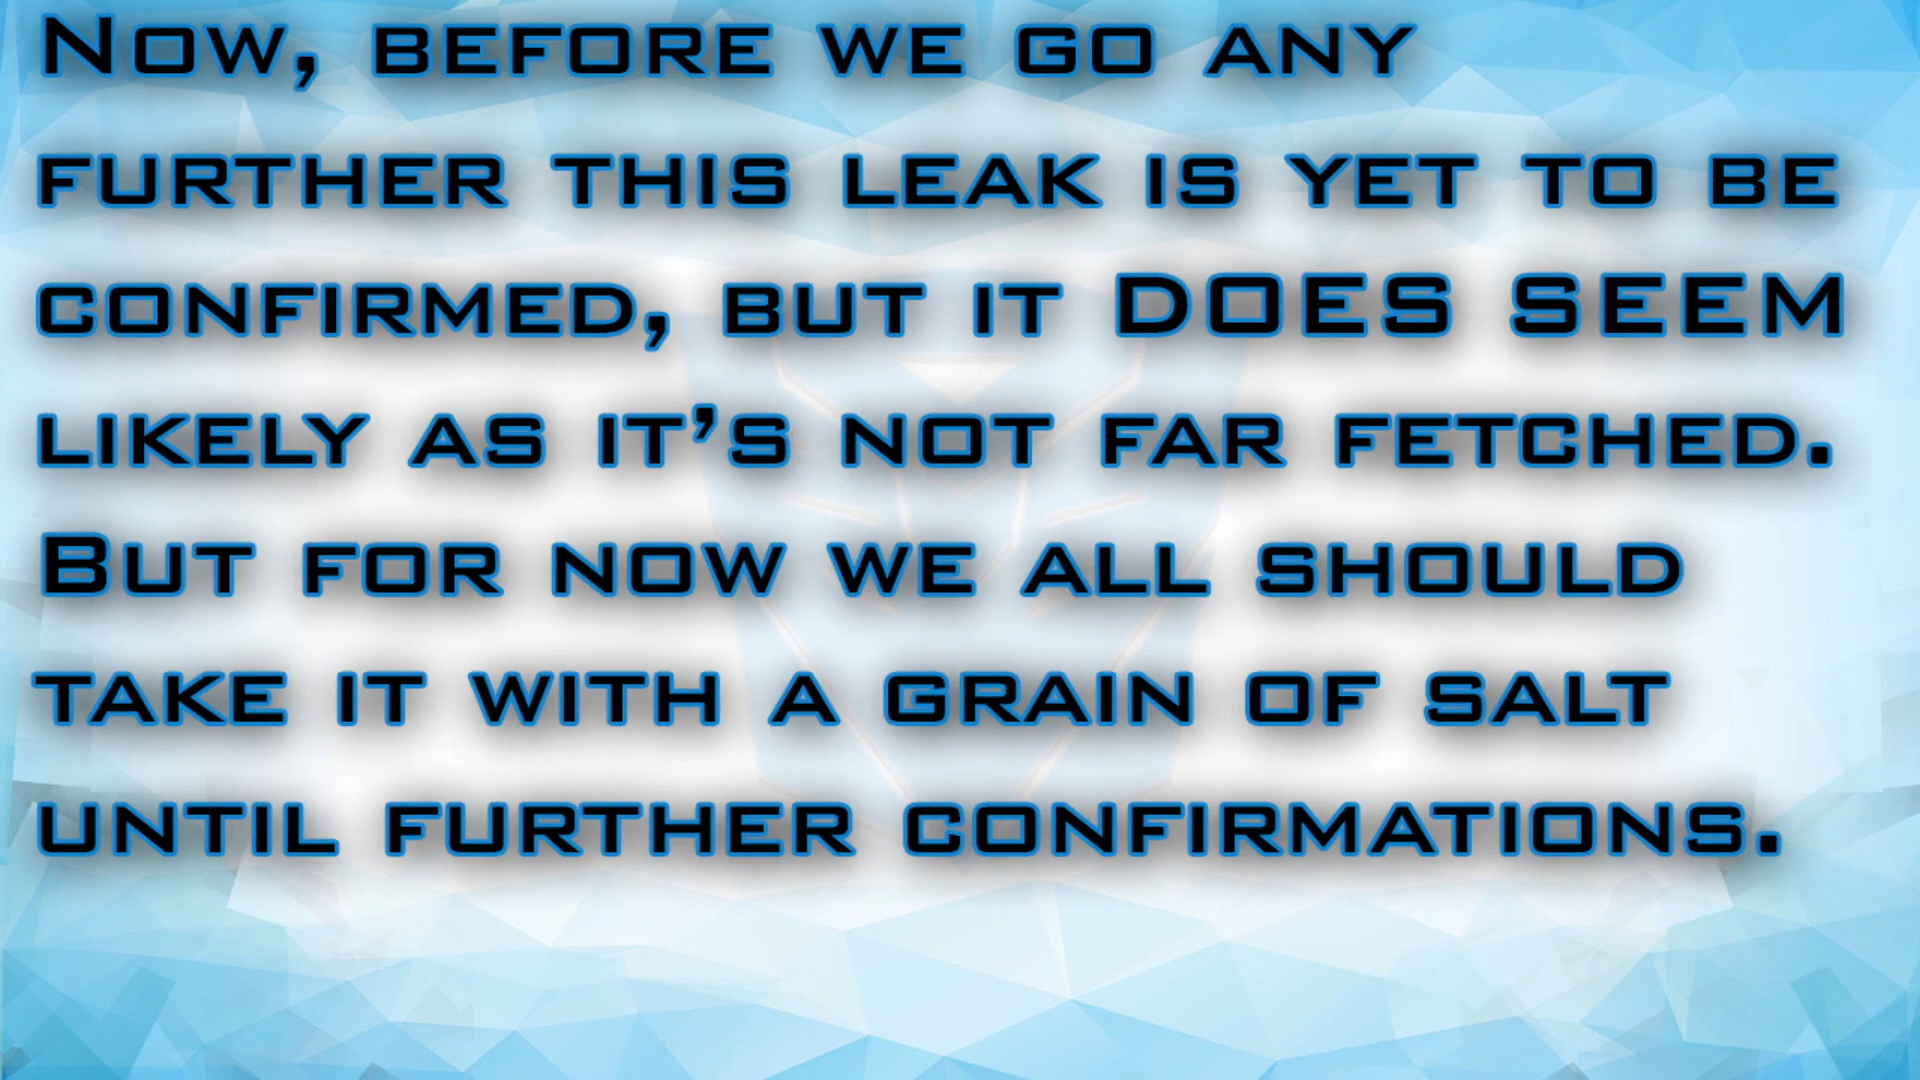 Now, before we go any
further this leak is yet to be
confirmed, but it DOES SEEM
likely as it’s not far fetched.
But for now we all should
take it with a grain of salt
until further confirmations.